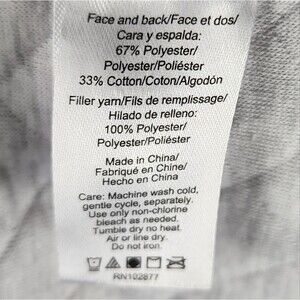 Face and back/Face et dos/
Cara y espalda:
67% Polyester/
Polyester/Poliéster
33% Cotton/Coton/Algodón
Filler yarn/Fils de remplissage/
Hilado de relleno:
100% Polyester/
Polyester/Poliéster
Made in China/
Fabriqué en Chine/
Hecho en China
Care: Machine wash cold,
gentle cycle, separately.
Use only non-chlorine
bleach as needed.
Tumble dry no heat.
Air or line dry.
Do not iron.
RN102877